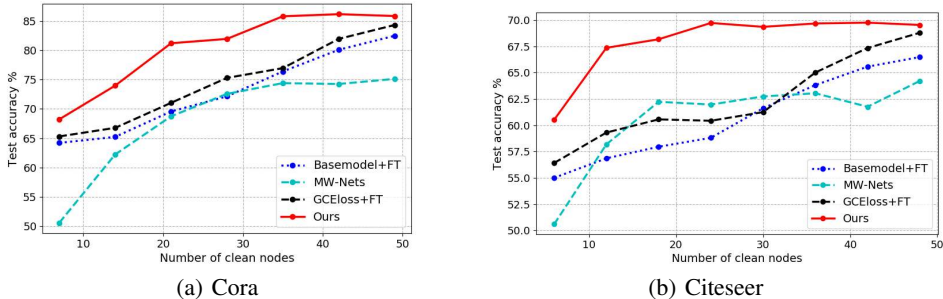 85
80
75
70
65
60
55
50
Test accuracy %
10
20
30
40
50
Number of clean nodes
Basemodel+FT
MW-Nets
GCEloss+FT
Ours
(a) Cora
70.0
67.5
65.0
62.5
60.0
57.5
55.0
52.5
50.0
Test accuracy %
10
20
30
40
50
Number of clean nodes
Basemodel+FT
MW-Nets
GCEloss+FT
Ours
(b) Citeseer